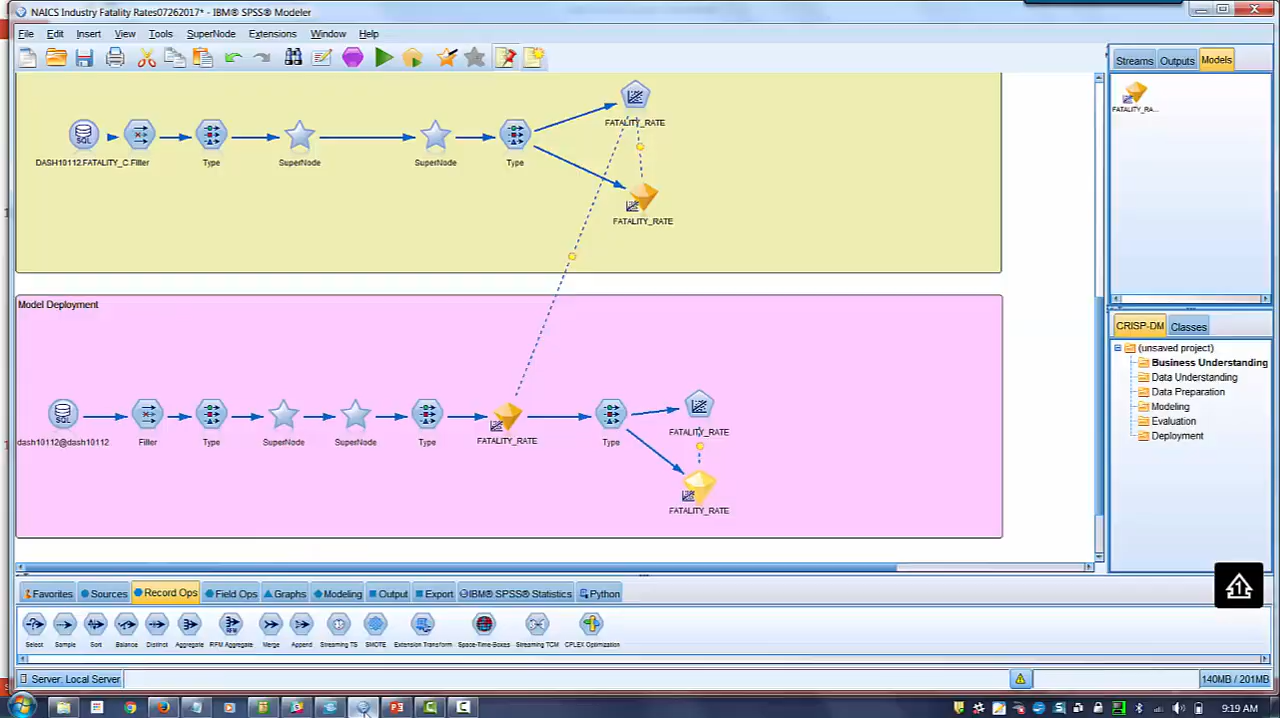 NAICS Industry Fatality Rates07262017* - IBM® SPSS® Modeler
File Edit Insert View Tools SuperNode Extensions Window Help
Streams Outputs Models
FATALITY_RA...
FATALITY_RATE
DASH10112.FATALITY_C. Filter Type SuperNode SuperNode Type
FATALITY_RATE
Model Deployment
dash10112@dash10112 Filler Type SuperNode SuperNode Type FATALITY_RATE Type FATALITY_RATE
FATALITY_RATE
CRISP-DM Classes
(unsaved project)
Business Understanding
Data Understanding
Data Preparation
Modeling
Evaluation
Deployment
Favorites Sources Record Ops Field Ops Graphs Modeling Output Export IBM® SPSS® Statistics Python
Select Sample Sort Balance Distinct Aggregate RFM Aggregate Merge Append Streaming TS SMOTE Extension Transform Space-Time-Boxes Streaming TCM CPLEX Optimization
Server: Local Server
140MB / 201MB
9:19 AM